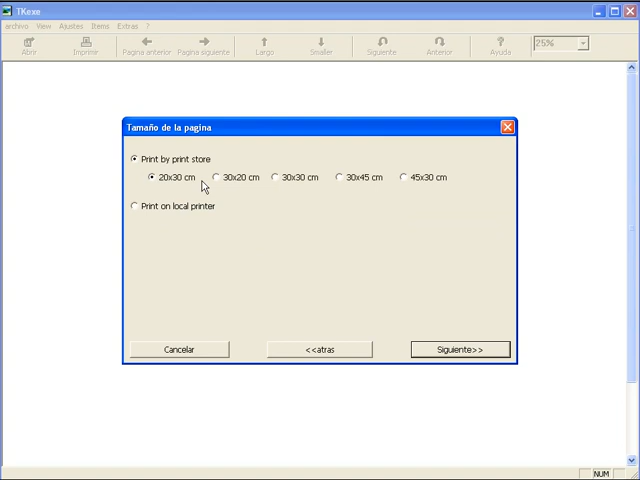 TKexe
archivo View Ajustes Items Extras ?
Abrir Imprimir Pagina anterior Pagina siguiente Largo Smaller Siguiente Anterior Ayuda 25%
Tamaño de la pagina
Print by print store
20x30 cm 30x20 cm 30x30 cm 30x45 cm 45x30 cm
Print on local printer
Cancelar <<atras Siguiente>>
NUM